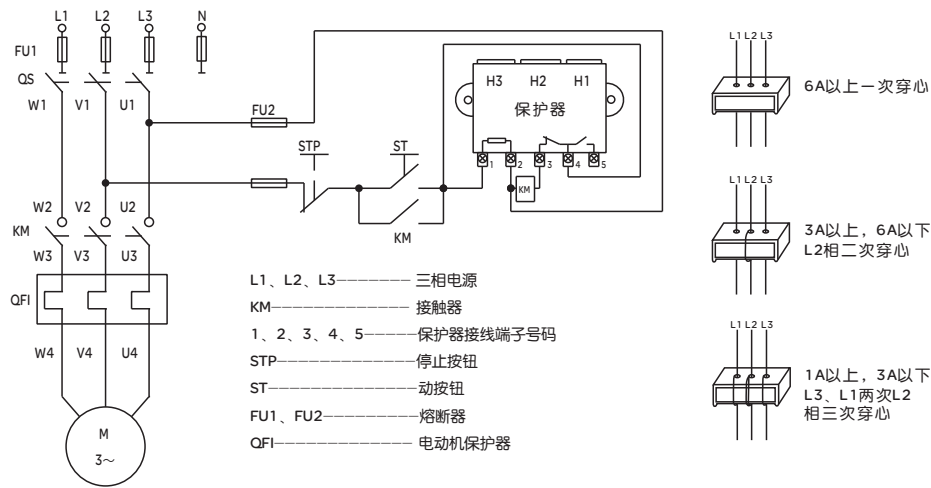 L1 L2 L3 N
FU1
QS
W1 V1 U1
FU2
STP
ST
KM
H3 H2 H1
保护器
1 2 3 4 5
KM
W2 V2 U2
KM
W3 V3 U3
QFI
W4 V4 U4
M
3～
L1、L2、L3———————三相电源
KM—————————————接触器
1、2、3、4、5————保护器接线端子号码
STP————————————停止按钮
ST—————————————动按钮
FU1、FU2————————熔断器
QFI————————————电动机保护器
L1 L2 L3
6A以上一次穿心
L1 L2 L3
3A以上，6A以下
L2相二次穿心
L1 L2 L3
1A以上，3A以下
L3、L1两次L2
相三次穿心